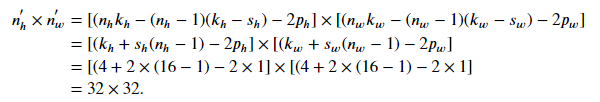 n′_h × n′_w = [(n_h k_h − (n_h − 1)(k_h − s_h) − 2p_h] × [(n_w k_w − (n_w − 1)(k_w − s_w) − 2p_w]
= [(k_h + s_h(n_h − 1) − 2p_h] × [(k_w + s_w(n_w − 1) − 2p_w]
= [(4 + 2 × (16 − 1) − 2 × 1] × [(4 + 2 × (16 − 1) − 2 × 1]
= 32 × 32.